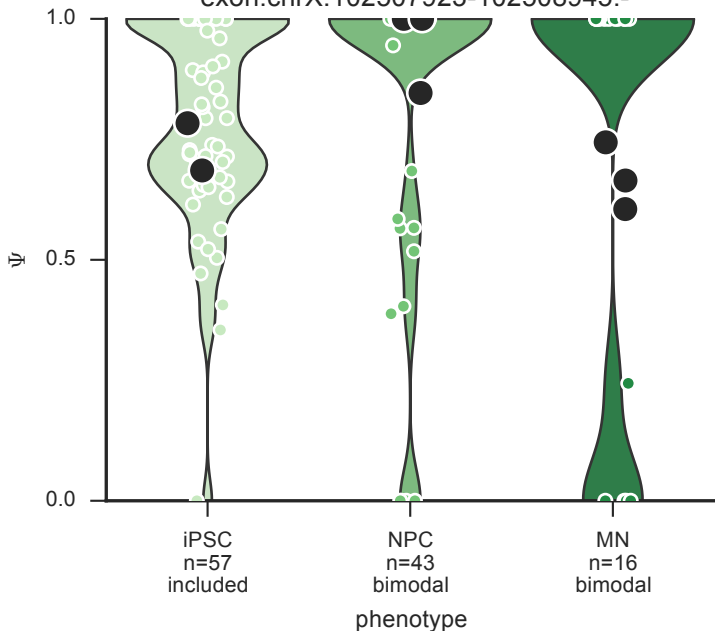 1.0
0.5
0.0
Ψ
iPSC NPC MN
n=57 n=43 n=16
included bimodal bimodal
phenotype